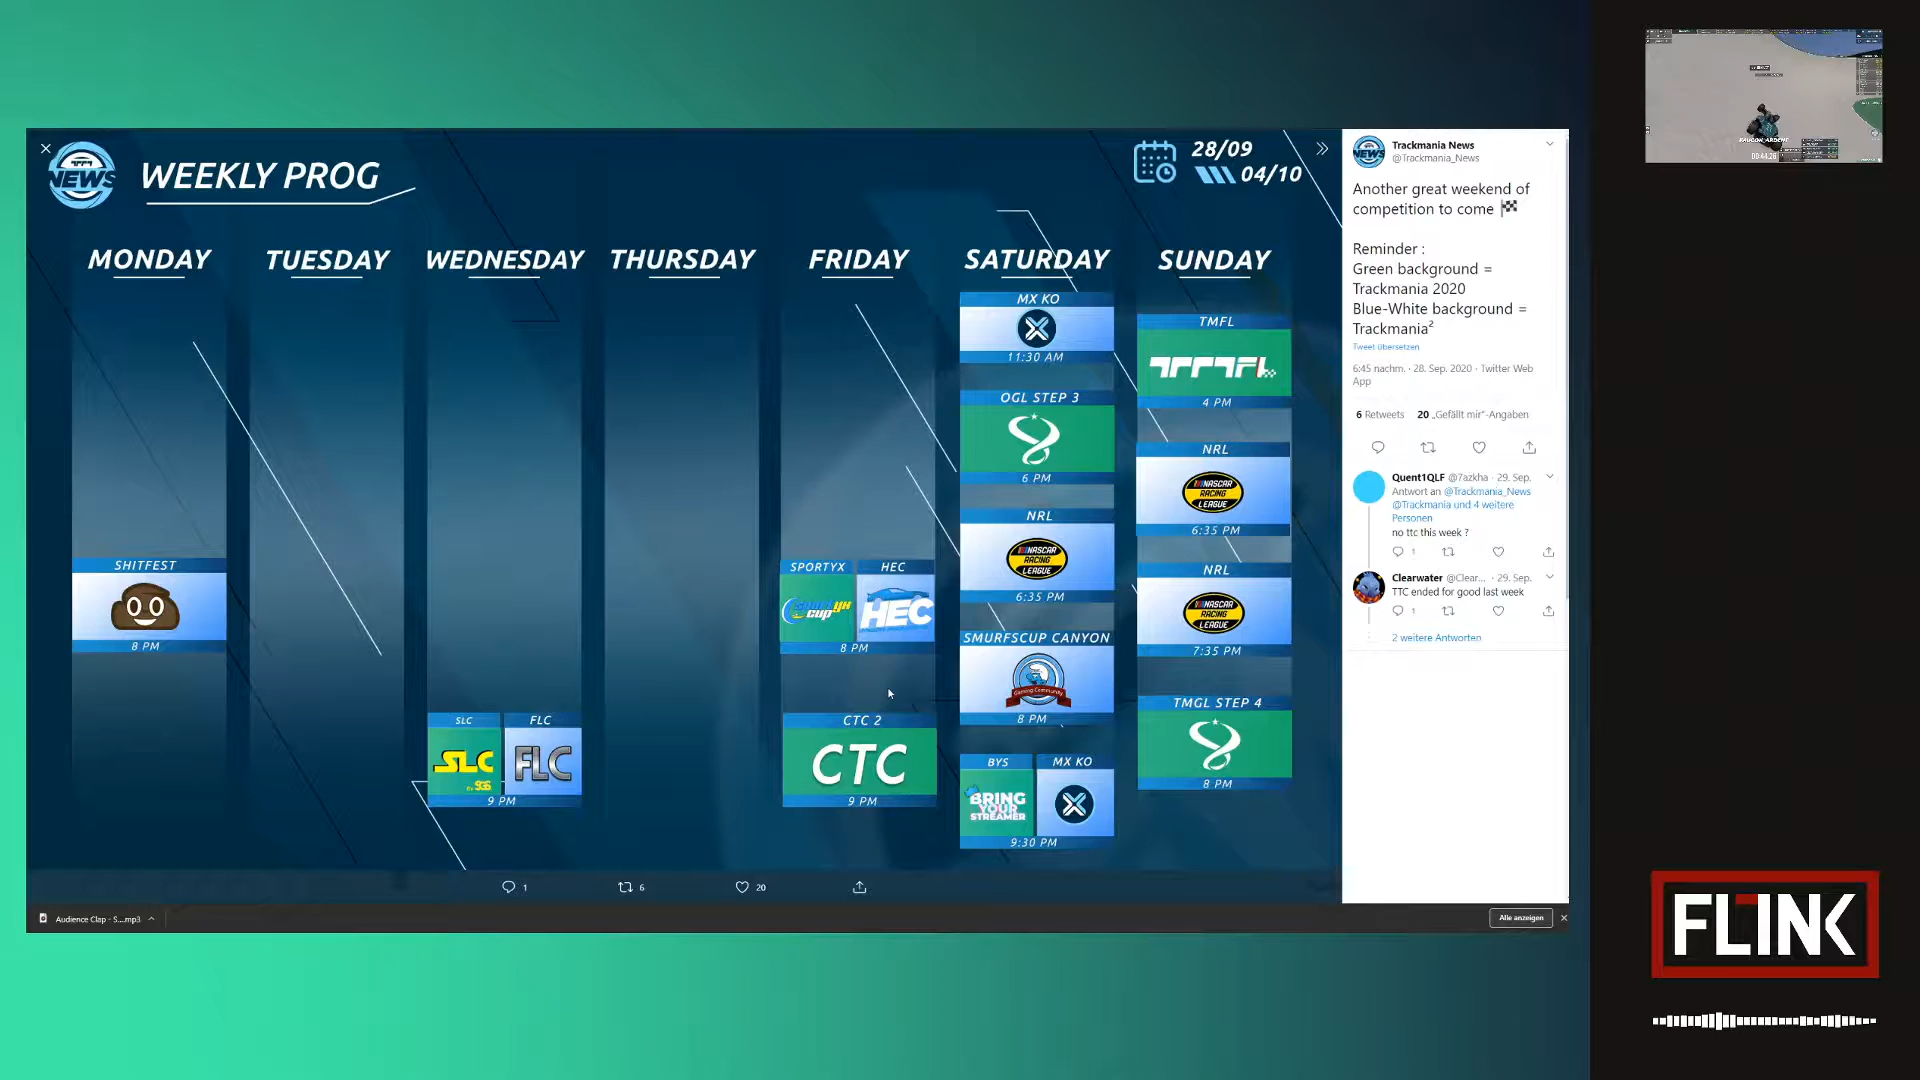 NEWS
WEEKLY PROG
28/09
04/10
MONDAY
TUESDAY
WEDNESDAY
THURSDAY
FRIDAY
SATURDAY
SUNDAY
SHITFEST
8 PM
SLC
FLC
SLC
FLC
9 PM
SPORTYX
HEC
SPORTYX
CUP
HEC
8 PM
CTC 2
CTC
9 PM
MX KO
11:30 AM
OGL STEP 3
6 PM
NRL
NASCAR
RACING
LEAGUE
6:35 PM
SMURFSCUP CANYON
Gaming Community
8 PM
BYS
MX KO
BRING
YOUR
STREAMER
9:30 PM
TMFL
4 PM
NRL
NASCAR
RACING
LEAGUE
6:35 PM
NRL
NASCAR
RACING
LEAGUE
7:35 PM
TMGL STEP 4
8 PM
1
6
20
Audience Clap - S....mp3
Alle anzeigen
NEWS
Trackmania News
@Trackmania_News
Another great weekend of
competition to come
Reminder :
Green background =
Trackmania 2020
Blue-White background =
Trackmania²
Tweet übersetzen
6:45 nachm. · 28. Sep. 2020 · Twitter Web
App
6 Retweets 20 „Gefällt mir“-Angaben
Quent1QLF @7azkha · 29. Sep.
Antwort an @Trackmania_News
@Trackmania und 4 weitere
Personen
no ttc this week ?
1
Clearwater @Clear... · 29. Sep.
TTC ended for good last week
1
2 weitere Antworten
FLINK